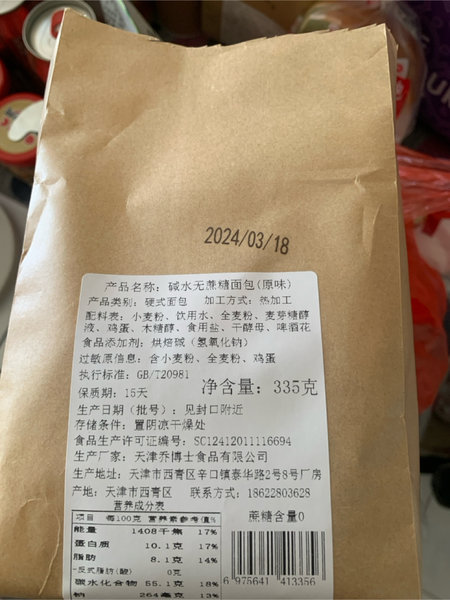 2024/03/18
产品名称：碱水无蔗糖面包(原味)
产品类别：硬式面包 加工方式：热加工
配料表：小麦粉、饮用水、全麦粉、麦芽糖醇
液、鸡蛋、木糖醇、食用盐、干酵母、啤酒花
食品添加剂：烘焙碱（氢氧化钠）
过敏原信息：含小麦粉、全麦粉、鸡蛋
执行标准：GB/T20981
净含量：335克
保质期：15天
生产日期（批号）：见封口附近
存储条件：置阴凉干燥处
食品生产许可证编号：SC12412011116694
生产厂家：天津乔博士食品有限公司
生产地址：天津市西青区辛口镇泰华路2号8号厂房
产地：天津市西青区 联系方式：18622803628
营养成分表
项目 每100克 营养素参考值%
能量 1408千焦 17%
蛋白质 10.1克 17%
脂肪 8.1克 14%
-反式脂肪（酸） 0克
碳水化合物 55.1克 18%
钠 264毫克 13%
蔗糖含量0
6 975641 413356